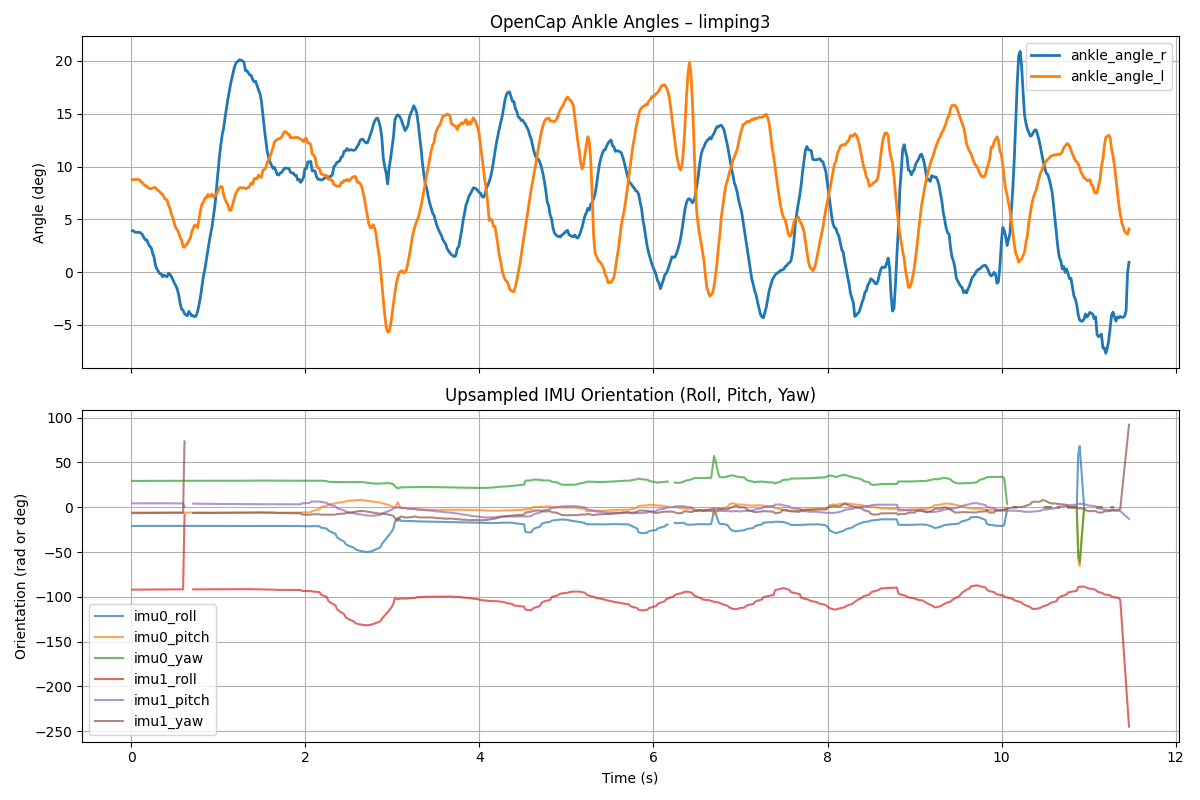 OpenCap Ankle Angles – limping3
ankle_angle_r
ankle_angle_l
Angle (deg)
20
15
10
5
0
−5
Upsampled IMU Orientation (Roll, Pitch, Yaw)
Orientation (rad or deg)
100
50
0
−50
−100
−150
−200
−250
imu0_roll
imu0_pitch
imu0_yaw
imu1_roll
imu1_pitch
imu1_yaw
0 2 4 6 8 10 12
Time (s)